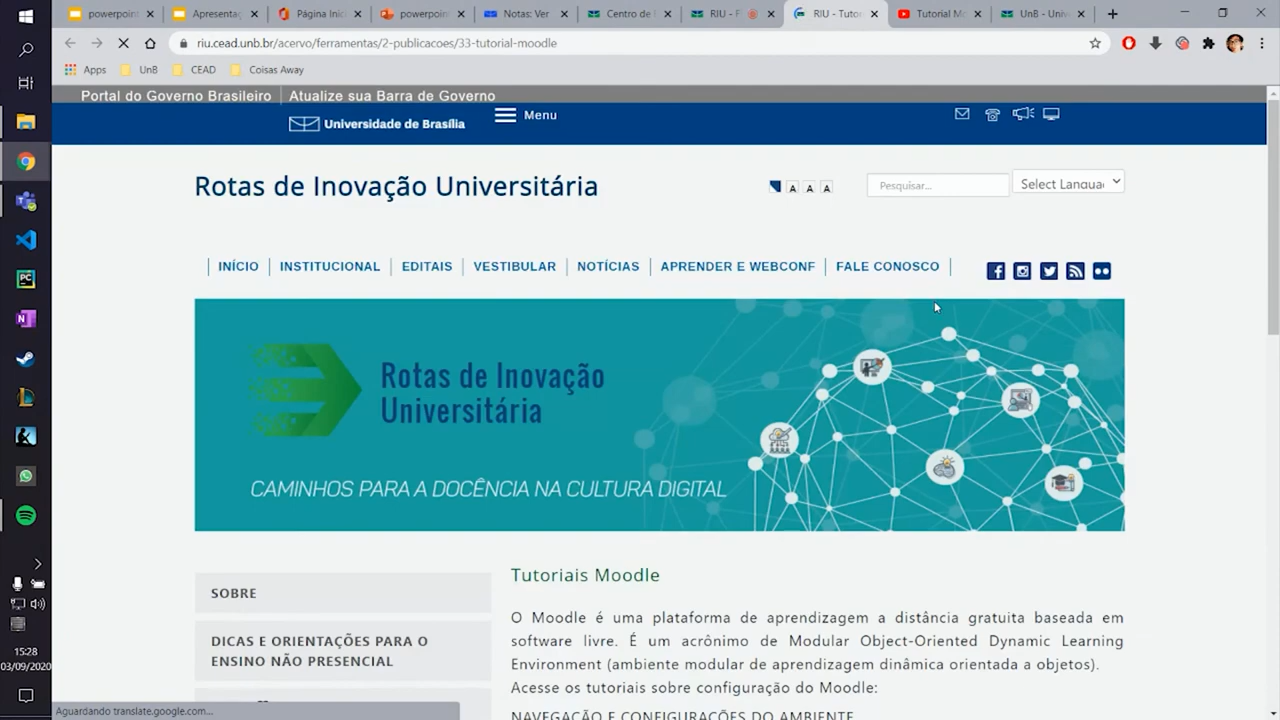 powerpoin
Apresentaç
Página Inic
powerpoin
Notas: Ver
Centro de E
RIU - F
RIU - Tuto
Tutorial Mo
UnB - Univ
riu.cead.unb.br/acervo/ferramentas/2-publicacoes/33-tutorial-moodle
Apps UnB CEAD Coisas Away
Portal do Governo Brasileiro Atualize sua Barra de Governo
Universidade de Brasília Menu
Rotas de Inovação Universitária
A A A
Pesquisar...
Select Langua
INÍCIO INSTITUCIONAL EDITAIS VESTIBULAR NOTÍCIAS APRENDER E WEBCONF FALE CONOSCO
Rotas de Inovação
Universitária
CAMINHOS PARA A DOCÊNCIA NA CULTURA DIGITAL
SOBRE
DICAS E ORIENTAÇÕES PARA O
ENSINO NÃO PRESENCIAL
Tutoriais Moodle
O Moodle é uma plataforma de aprendizagem a distância gratuita baseada em
software livre. É um acrônimo de Modular Object-Oriented Dynamic Learning
Environment (ambiente modular de aprendizagem dinâmica orientada a objetos).
Acesse os tutoriais sobre configuração do Moodle:
NAVEGAÇÃO E CONFIGURAÇÕES DO AMBIENTE
Aguardando translate.google.com...
15:28
03/09/2020